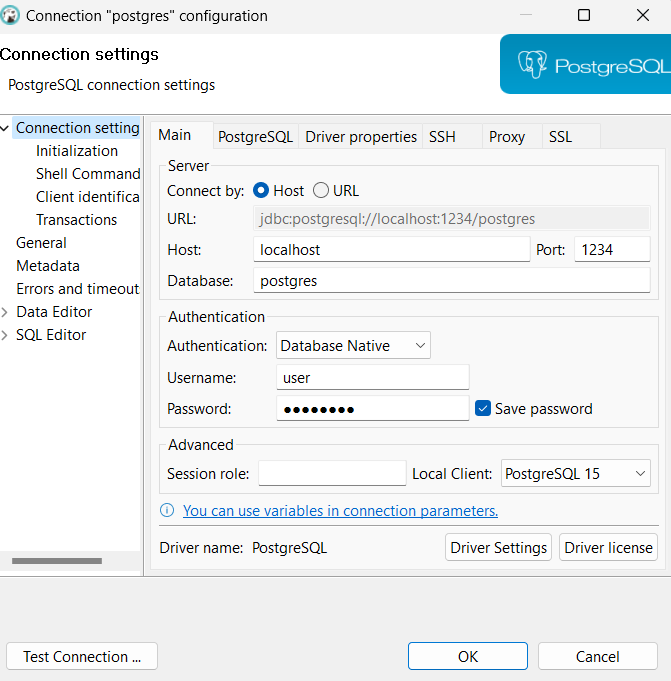 Connection "postgres" configuration
Connection settings
PostgreSQL connection settings
PostgreSQL
Connection setting
Initialization
Shell Command
Client identifica
Transactions
General
Metadata
Errors and timeout
Data Editor
SQL Editor
Main PostgreSQL Driver properties SSH Proxy SSL
Server
Connect by: Host URL
URL: jdbc:postgresql://localhost:1234/postgres
Host: localhost Port: 1234
Database: postgres
Authentication
Authentication: Database Native
Username: user
Password: ●●●●●●●● Save password
Advanced
Session role: Local Client: PostgreSQL 15
You can use variables in connection parameters.
Driver name: PostgreSQL Driver Settings Driver license
Test Connection ... OK Cancel